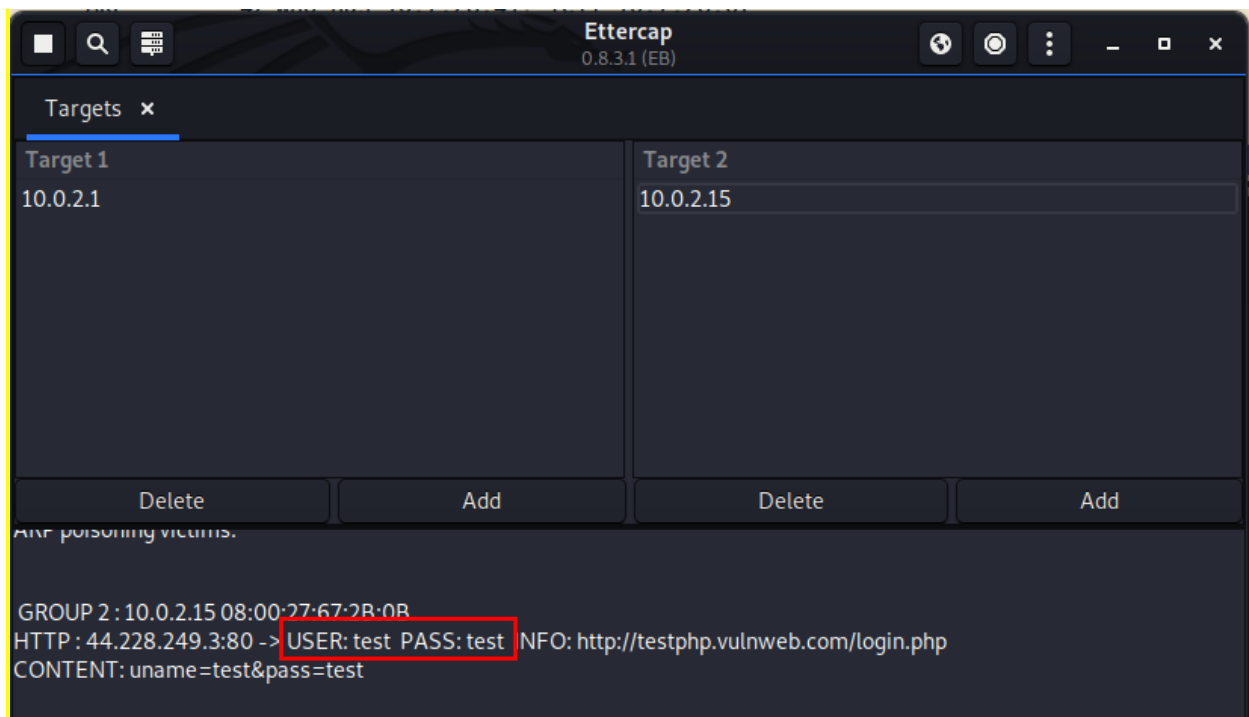 Ettercap
0.8.3.1 (EB)
Targets
Target 1 Target 2
10.0.2.1 10.0.2.15
Delete Add Delete Add
ARP poisoning victims:
GROUP 2 : 10.0.2.15 08:00:27:67:2B:0B
HTTP : 44.228.249.3:80 -> USER: test PASS: test INFO: http://testphp.vulnweb.com/login.php
CONTENT: uname=test&pass=test